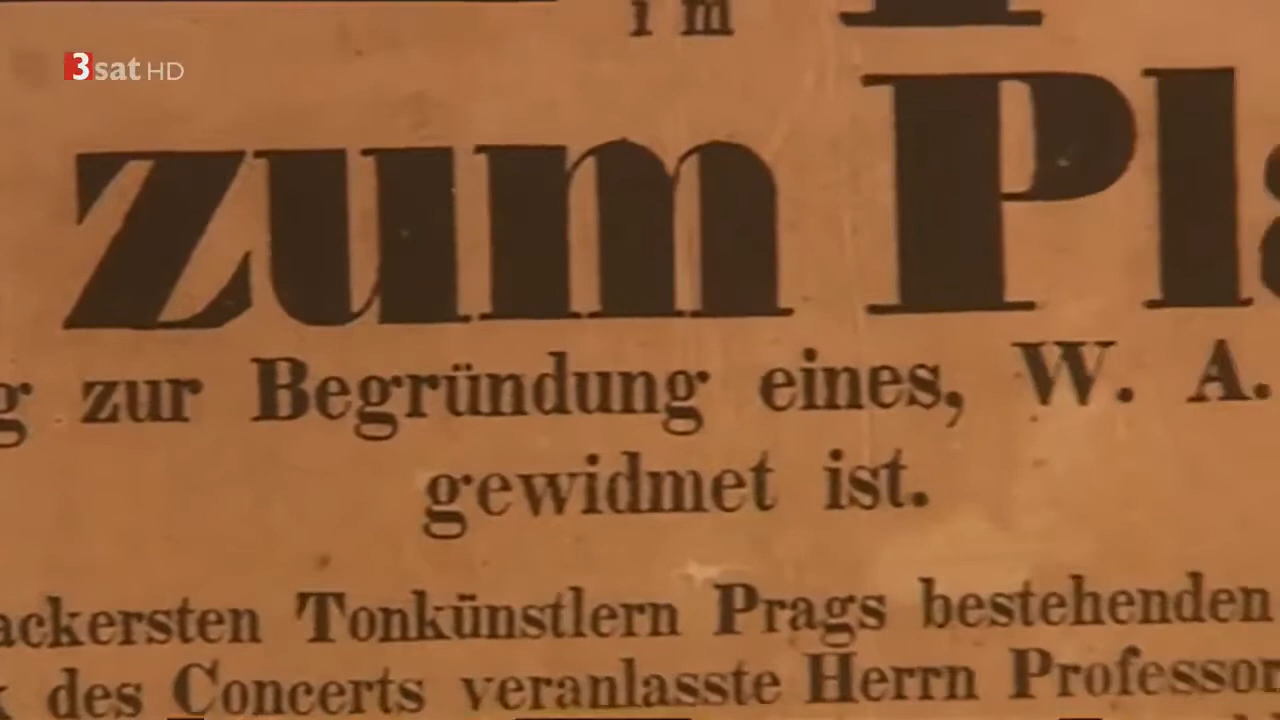 im
3sat HD
zum Pl
g zur Begründung eines, W. A.
gewidmet ist.
ackersten Tonkünstlern Prags bestehenden
des Concerts veranlasste Herrn Professor